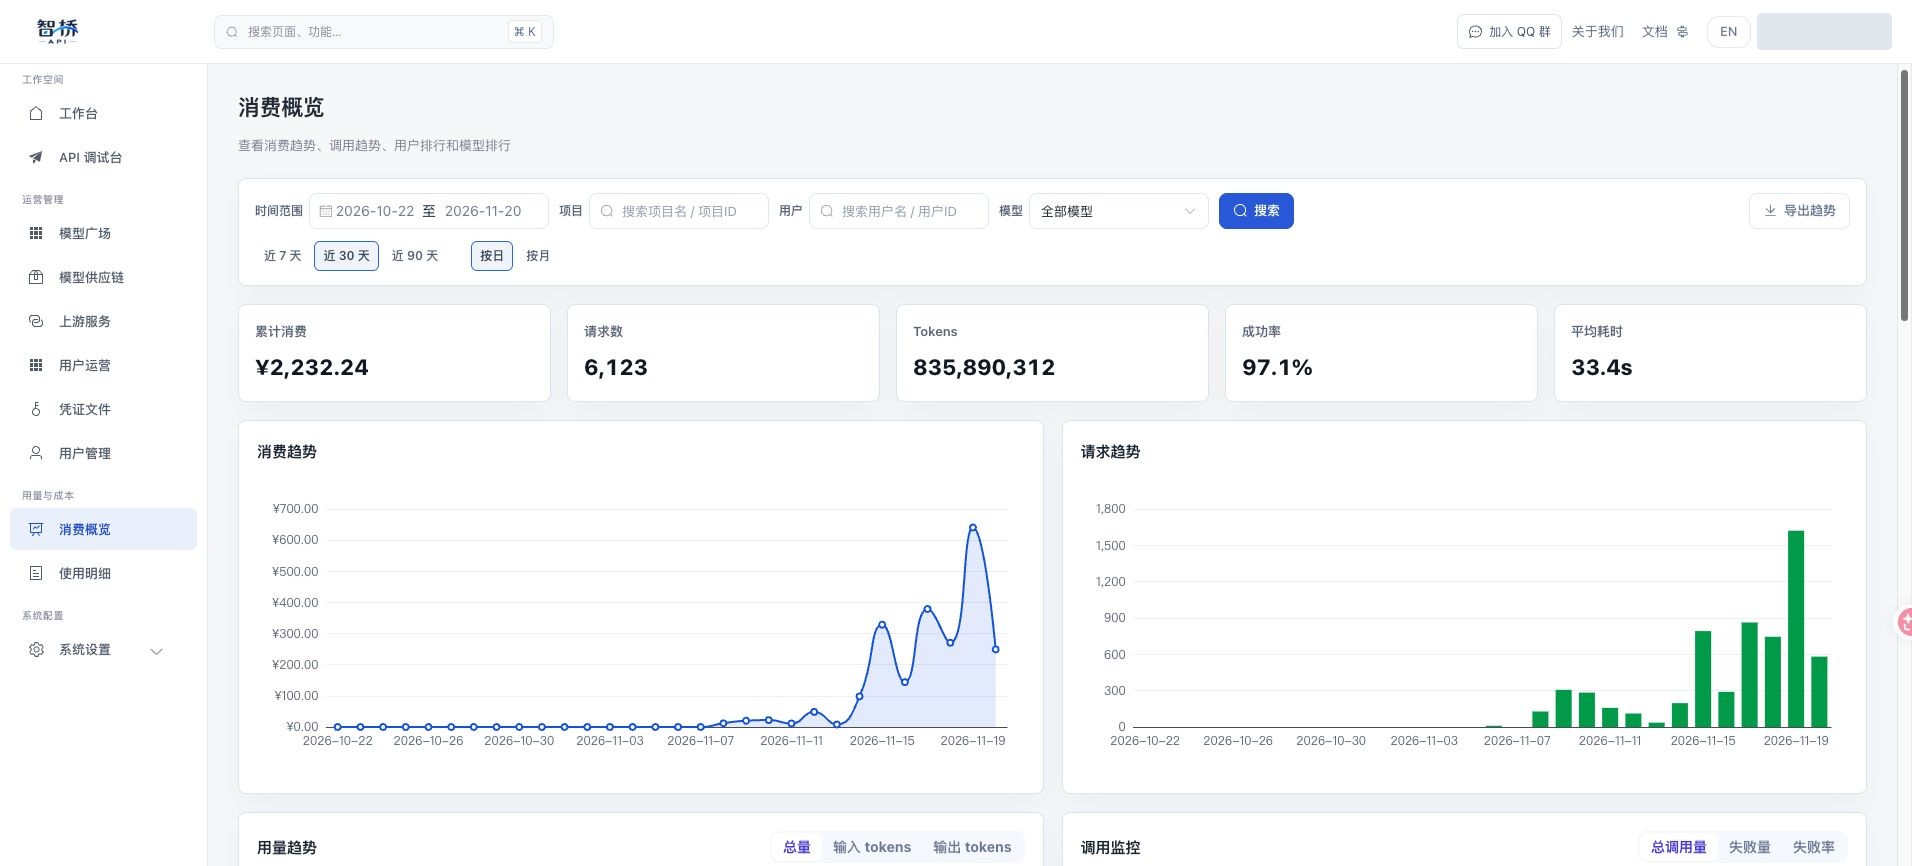 智桥
API
搜索页面、功能...
⌘ K
加入 QQ 群
关于我们
文档
EN
工作空间
工作台
API 调试台
运营管理
模型广场
模型供应链
上游服务
用户运营
凭证文件
用户管理
用量与成本
消费概览
使用明细
系统配置
系统设置
消费概览
查看消费趋势、调用趋势、用户排行和模型排行
时间范围 2026-10-22 至 2026-11-20 项目 搜索项目名 / 项目ID 用户 搜索用户名 / 用户ID 模型 全部模型 搜索 导出趋势
近 7 天 近 30 天 近 90 天 按日 按月
累计消费
¥2,232.24
请求数
6,123
Tokens
835,890,312
成功率
97.1%
平均耗时
33.4s
消费趋势
¥700.00
¥600.00
¥500.00
¥400.00
¥300.00
¥200.00
¥100.00
¥0.00
2026-10-22 2026-10-26 2026-10-30 2026-11-03 2026-11-07 2026-11-11 2026-11-15 2026-11-19
请求趋势
1,800
1,500
1,200
900
600
300
0
2026-10-22 2026-10-26 2026-10-30 2026-11-03 2026-11-07 2026-11-11 2026-11-15 2026-11-19
用量趋势 总量 输入 tokens 输出 tokens
调用监控 总调用量 失败量 失败率